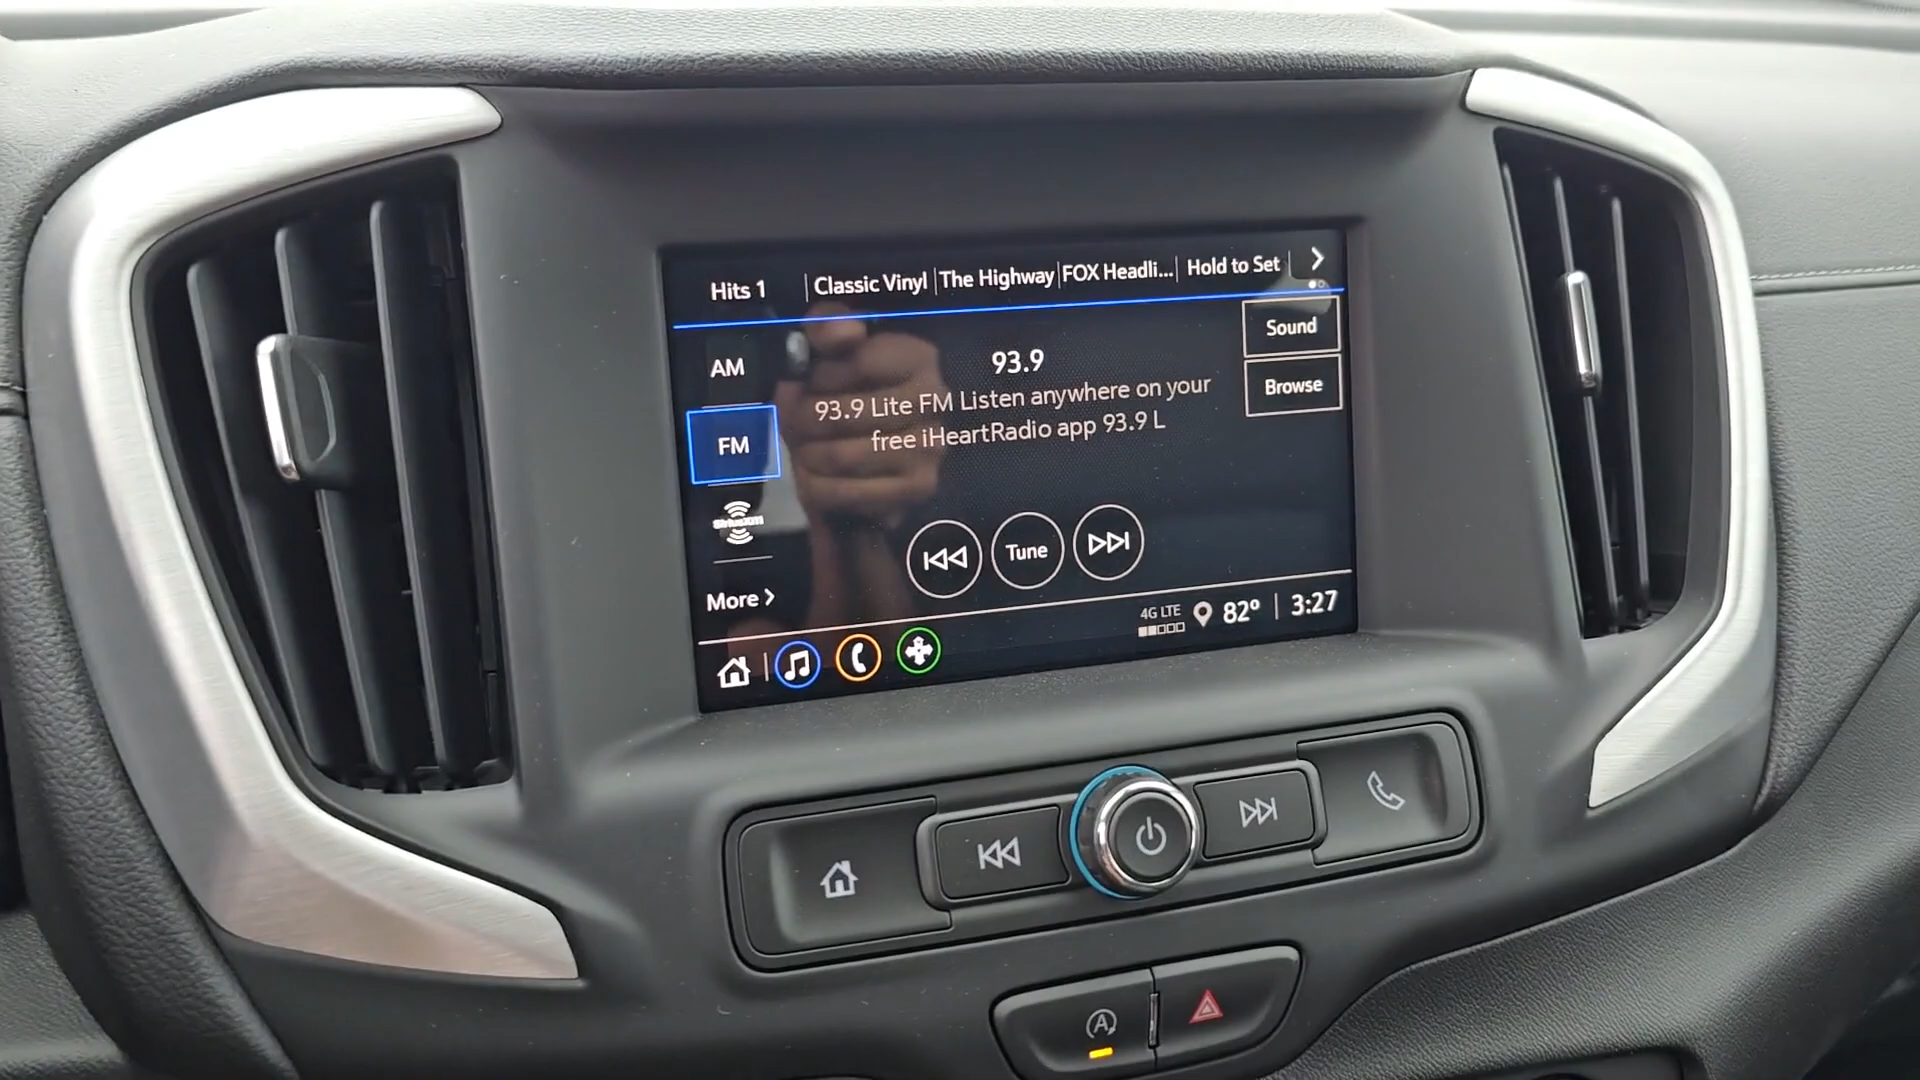 Hits 1
Classic Vinyl
The Highway
FOX Headli...
Hold to Set
Sound
AM
93.9
93.9 Lite FM Listen anywhere on your
free iHeartRadio app 93.9 L
Browse
FM
SiriusXM
Tune
More
4G LTE
82°
3:27
A